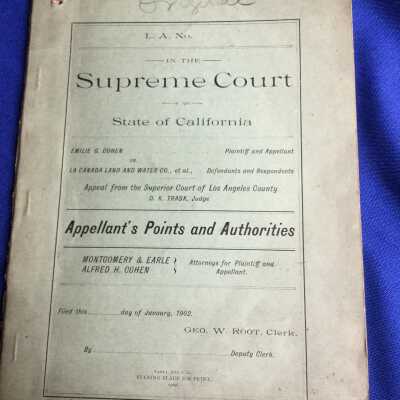 L. A. No.
IN THE
Supreme Court
OF
State of California
EMILIE G. COHEN Plaintiff and Appellant
vs.
LA CANADA LAND AND WATER CO., et al., Defendants and Respondents
Appeal from the Superior Court of Los Angeles County
D. K. TRASK, Judge
Appellant's Points and Authorities
MONTGOMERY & EARLE Attorneys for Plaintiff and
ALFRED H. COHEN Appellant.
Filed this day of January, 1902.
GEO. W. ROOT, Clerk.
By Deputy Clerk.